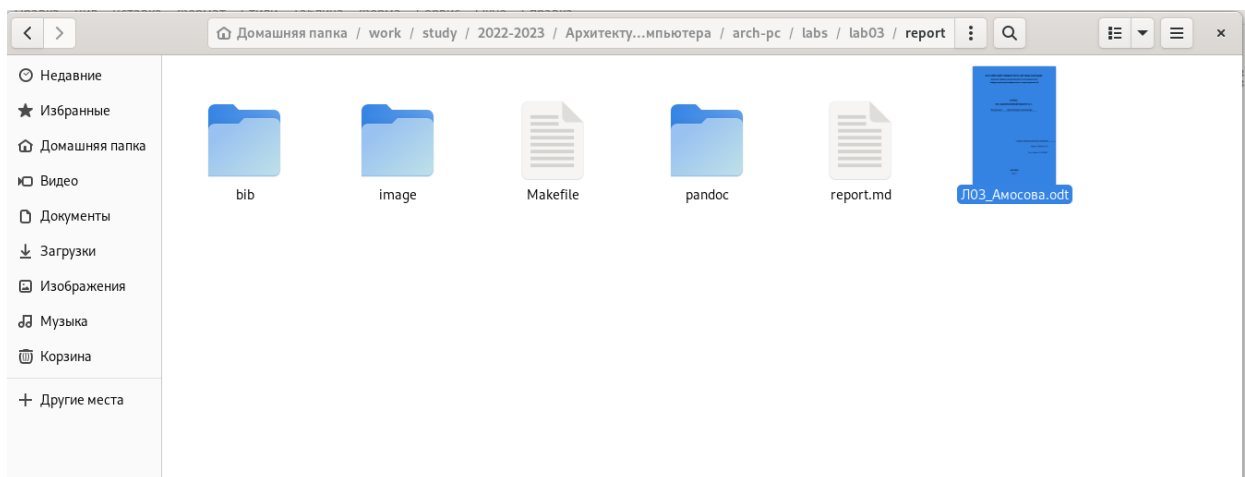 Домашняя папка / work / study / 2022-2023 / Архитекту...мпьютера / arch-pc / labs / lab03 / report
Недавние
Избранные
Домашняя папка
Видео
Документы
Загрузки
Изображения
Музыка
Корзина
Другие места
bib
image
Makefile
pandoc
report.md
Л03_Амосова.odt